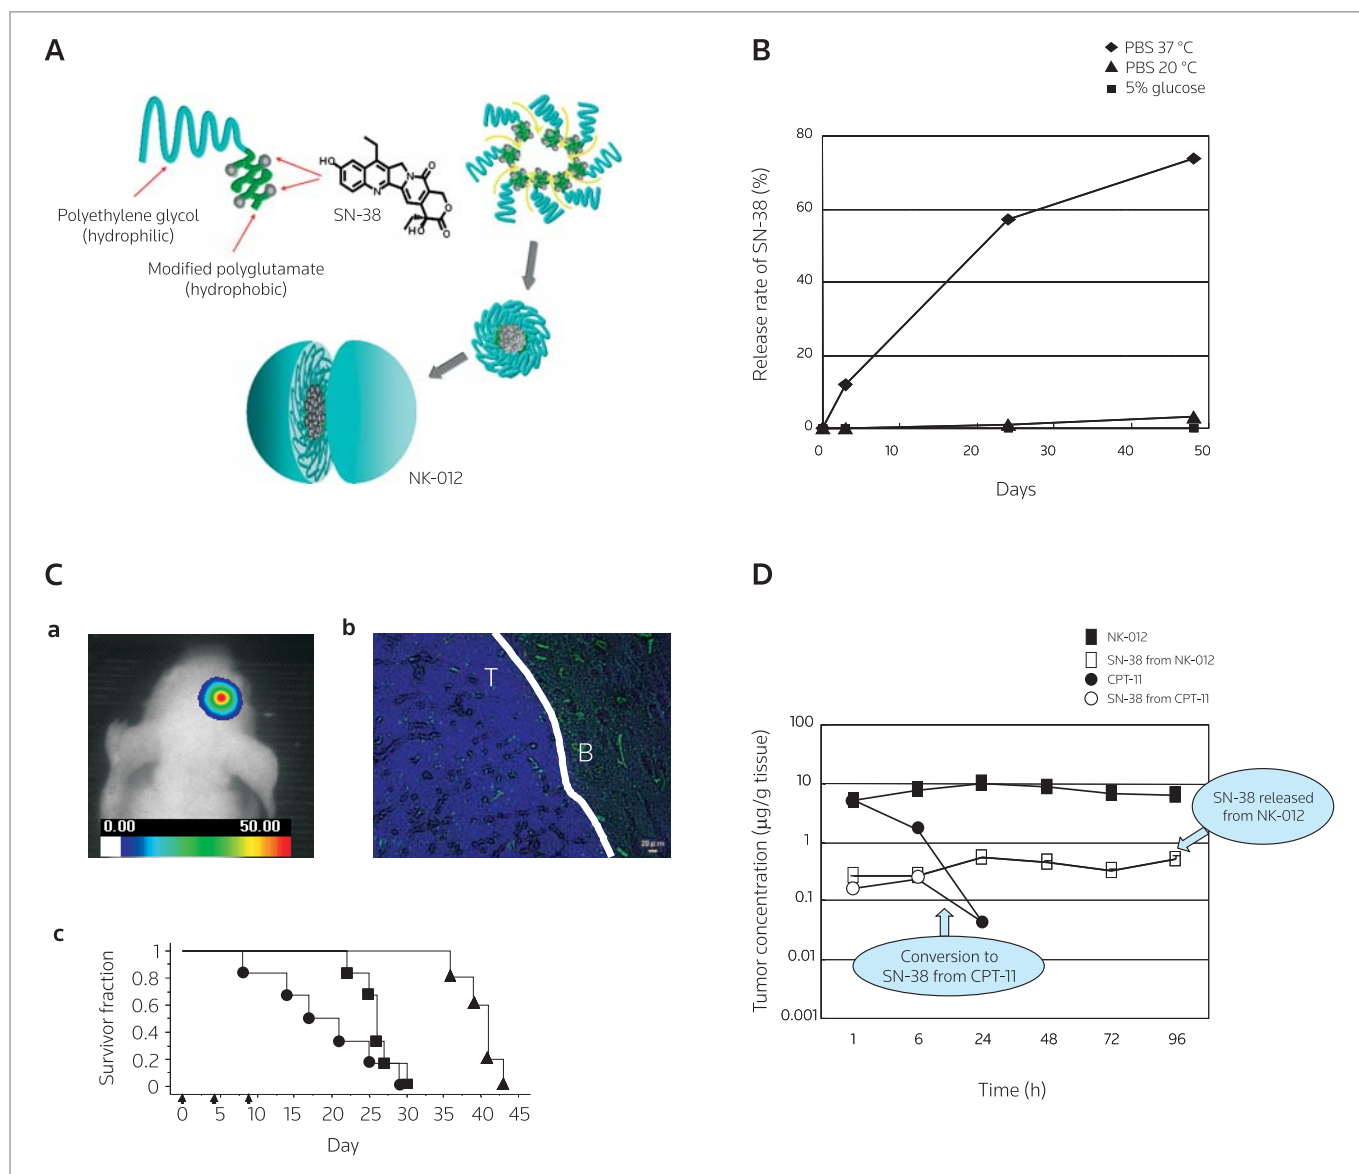 A
Polyethylene glycol
(hydrophilic)
HO
N
O
O
O
HO
SN-38
Modified polyglutamate
(hydrophobic)
NK-012
B
PBS 37 °C
PBS 20 °C
5% glucose
Release rate of SN-38 (%)
80
60
40
20
0
0 10 20 30 40 50
Days
C
a
0.00 50.00
b
T
B
20 μm
c
Survivor fraction
1
0.8
0.6
0.4
0.2
0
0 5 10 15 20 25 30 35 40 45
Day
D
NK-012
SN-38 from NK-012
CPT-11
SN-38 from CPT-11
Tumor concentration (μg/g tissue)
100
10
1
0.1
0.01
0.001
SN-38 released
from NK-012
Conversion to
SN-38 from CPT-11
1 6 24 48 72 96
Time (h)